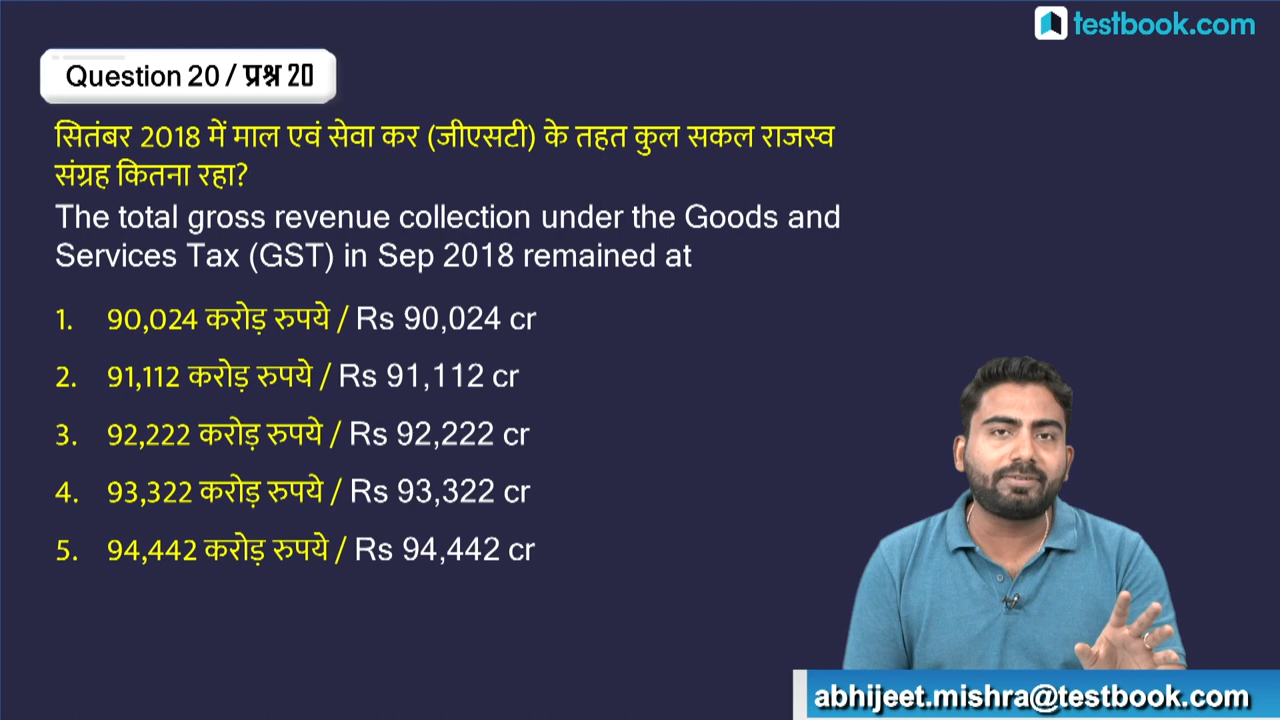 testbook.com
Question 20 / प्रश्न 20
सितंबर 2018 में माल एवं सेवा कर (जीएसटी) के तहत कुल सकल राजस्व
संग्रह कितना रहा?
The total gross revenue collection under the Goods and
Services Tax (GST) in Sep 2018 remained at
1. 90,024 करोड़ रुपये / Rs 90,024 cr
2. 91,112 करोड़ रुपये / Rs 91,112 cr
3. 92,222 करोड़ रुपये / Rs 92,222 cr
4. 93,322 करोड़ रुपये / Rs 93,322 cr
5. 94,442 करोड़ रुपये / Rs 94,442 cr
abhijeet.mishra@testbook.com